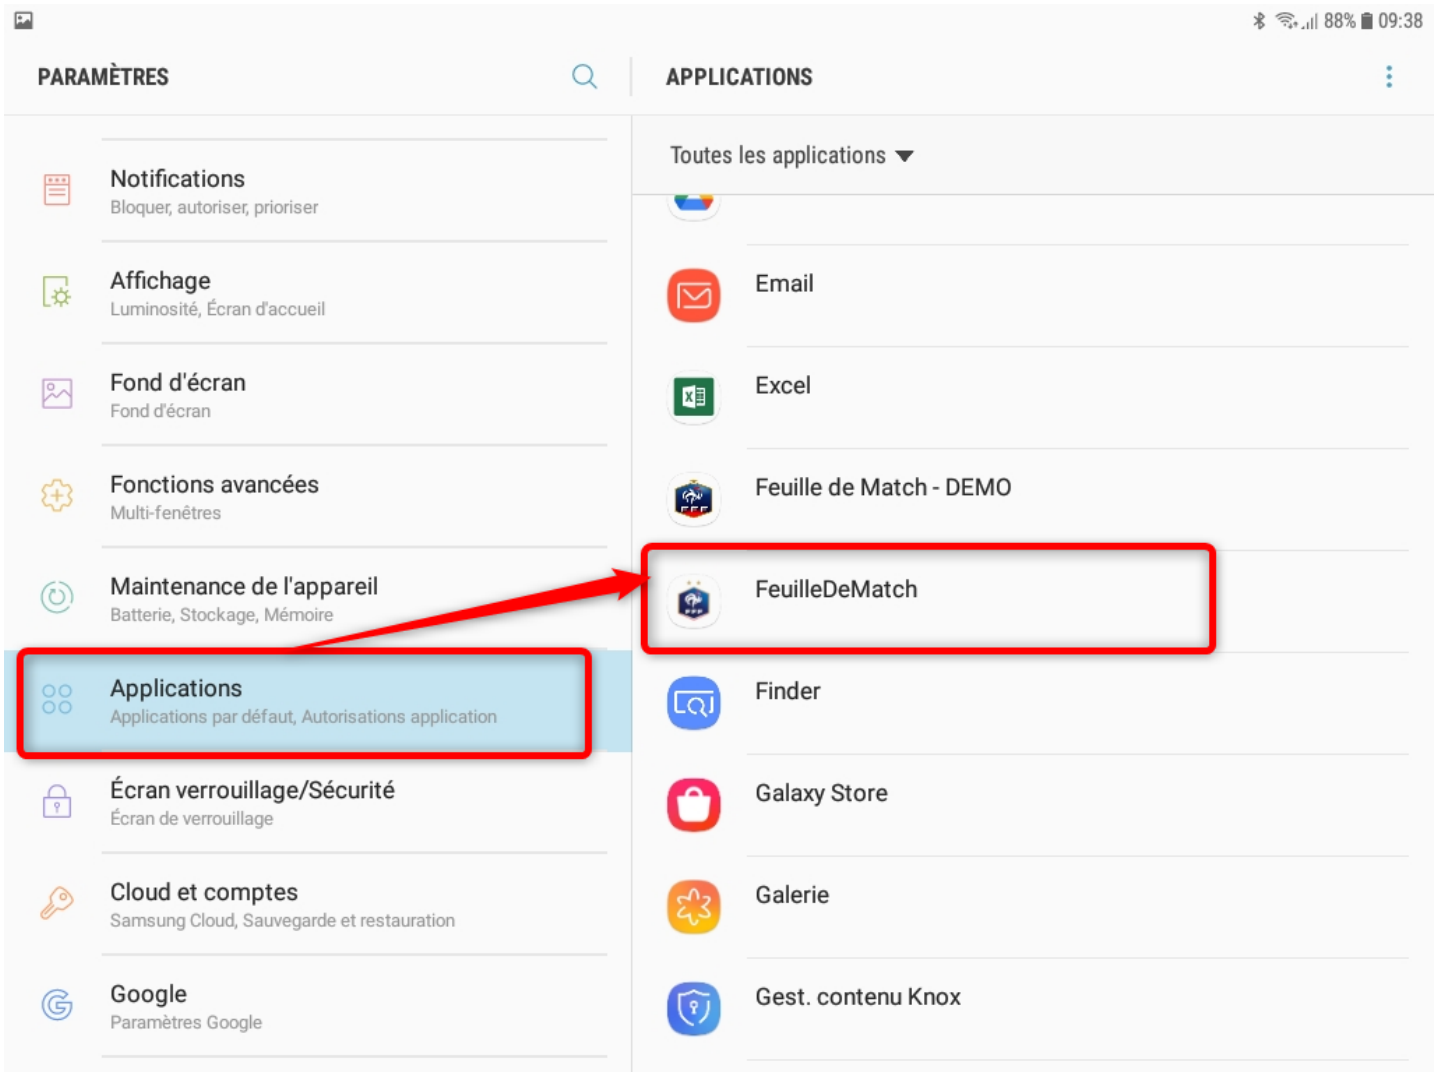 88% 09:38
PARAMÈTRES
Notifications
Bloquer, autoriser, prioriser
Affichage
Luminosité, Écran d'accueil
Fond d'écran
Fond d'écran
Fonctions avancées
Multi-fenêtres
Maintenance de l'appareil
Batterie, Stockage, Mémoire
Applications
Applications par défaut, Autorisations application
Écran verrouillage/Sécurité
Écran de verrouillage
Cloud et comptes
Samsung Cloud, Sauvegarde et restauration
Google
Paramètres Google
APPLICATIONS
Toutes les applications
Email
Excel
Feuille de Match - DEMO
FFF
FeuilleDeMatch
FFF
Finder
Galaxy Store
Galerie
Gest. contenu Knox